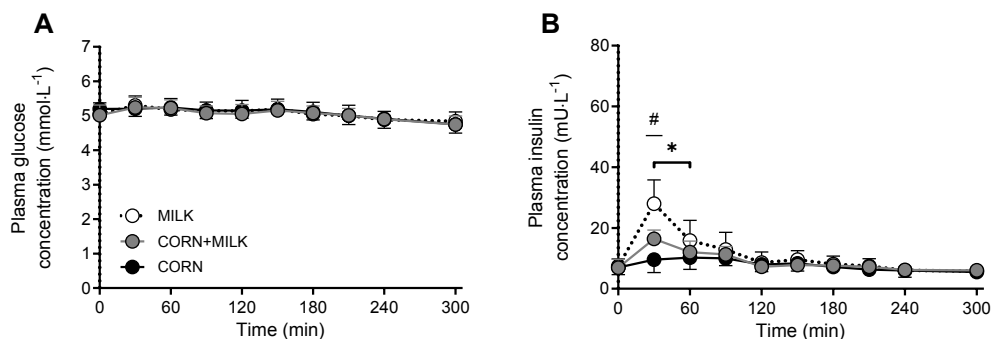 A
Plasma glucose
concentration (mmol·L⁻¹)
7
6
5
4
3
2
1
0
MILK
CORN+MILK
CORN
0 60 120 180 240 300
Time (min)
B
Plasma insulin
concentration (mU·L⁻¹)
80
60
40
20
0
#
*
0 60 120 180 240 300
Time (min)